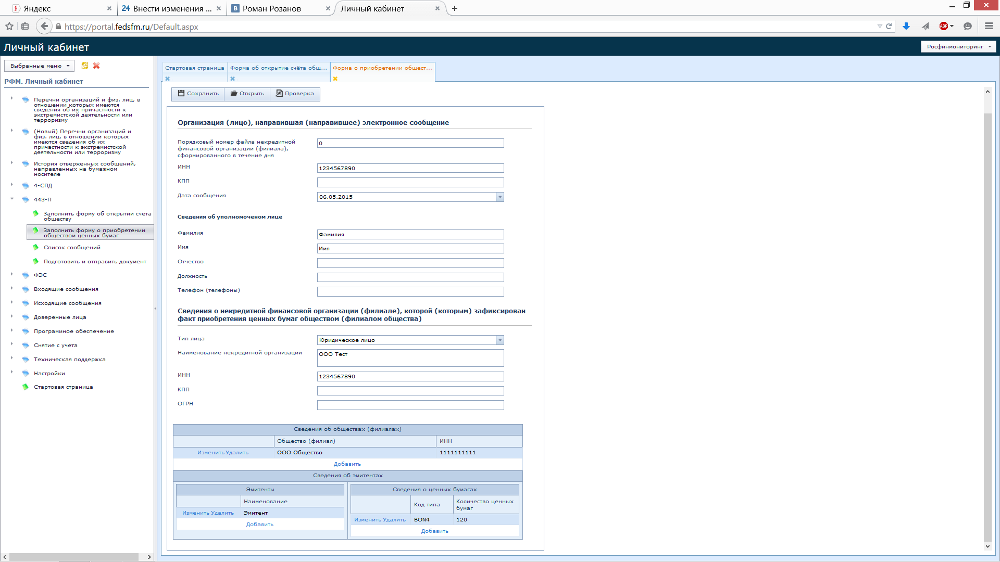 Яндекс
24 Внести изменения ...
В Роман Розанов
Личный кабинет
https://portal.fedsfm.ru/Default.aspx
ABP
Личный кабинет
Росфинмониторинг
Выбранные меню
РФМ. Личный кабинет
Перечни организаций и физ. лиц, в
отношении которых имеются
сведения об их причастности к
экстремистской деятельности или
терроризму
(Новый) Перечни организаций и
физ. лиц, в отношении которых
имеются сведения об их
причастности к экстремистской
деятельности или терроризму
История отверженных сообщений,
направленных на бумажном
носителе
4-СПД
443-П
Заполнить форму об открытии счета
обществу
Заполнить форму о приобретении
обществом ценных бумаг
Список сообщений
Подготовить и отправить документ
ФЭС
Входящие сообщения
Исходящие сообщения
Доверенные лица
Программное обеспечение
Снятие с учета
Техническая поддержка
Настройки
Стартовая страница
Стартовая страница
Форма об открытие счёта общ...
Форма о приобретении общест...
Сохранить
Открыть
Проверка
Организация (лицо), направившая (направившее) электронное сообщение
Порядковый номер файла некредитной
финансовой организации (филиала),
сформированного в течение дня
0
ИНН
1234567890
КПП
Дата сообщения
06.05.2015
Сведения об уполномоченом лице
Фамилия
Фамилия
Имя
Имя
Отчество
Должность
Телефон (телефоны)
Сведения о некредитной финансовой организации (филиале), которой (которым) зафиксирован
факт приобретения ценных бумаг обществом (филиалом общества)
Тип лица
Юридическое лицо
Наименование некредитной организации
ООО Тест
ИНН
1234567890
КПП
ОГРН
Сведения об обществах (филиалах)
Общество (филиал)
ИНН
Изменить Удалить
ООО Общество
1111111111
Добавить
Сведения об эмитентах
Эмитенты
Наименование
Изменить Удалить
Эмитент
Добавить
Сведения о ценных бумагах
Код типа
Количество ценных
бумаг
Изменить Удалить
BON4
120
Добавить